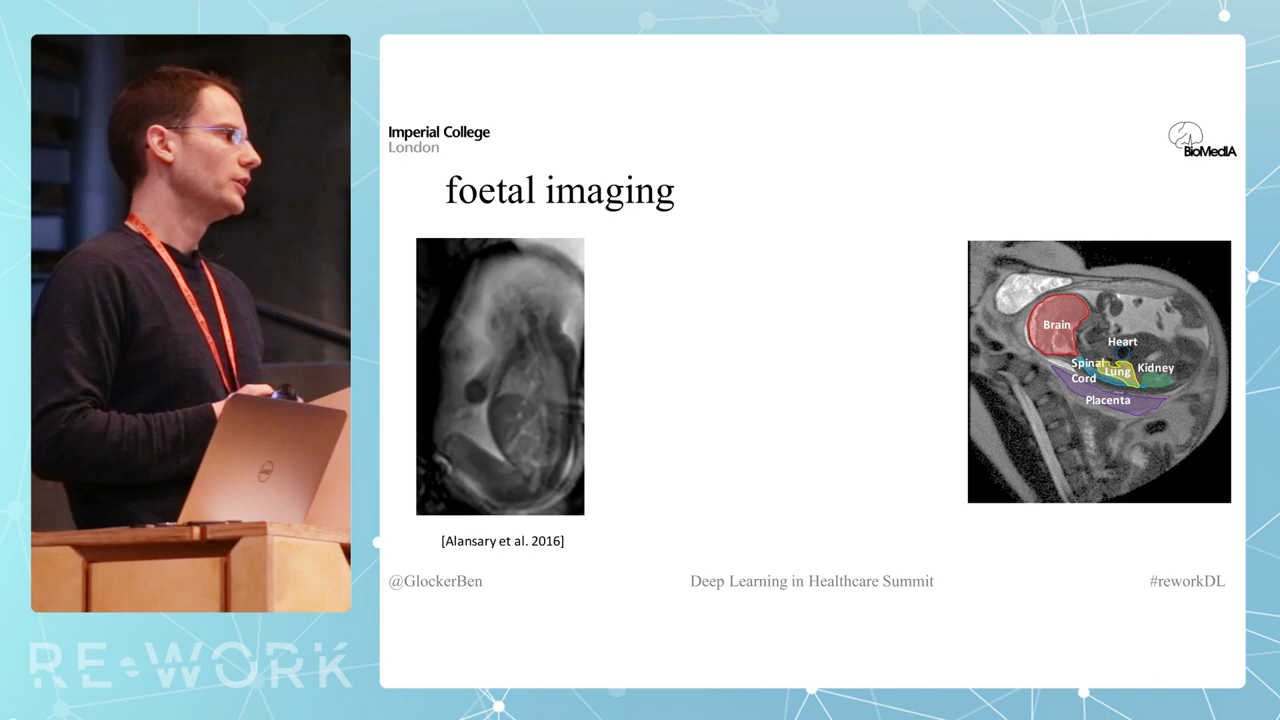 Imperial College
London
BioMedIA
foetal imaging
Brain
Heart
Spinal
Cord
Lung
Kidney
Placenta
[Alansary et al. 2016]
@GlockerBen
Deep Learning in Healthcare Summit
#reworkDL
RE•WORK